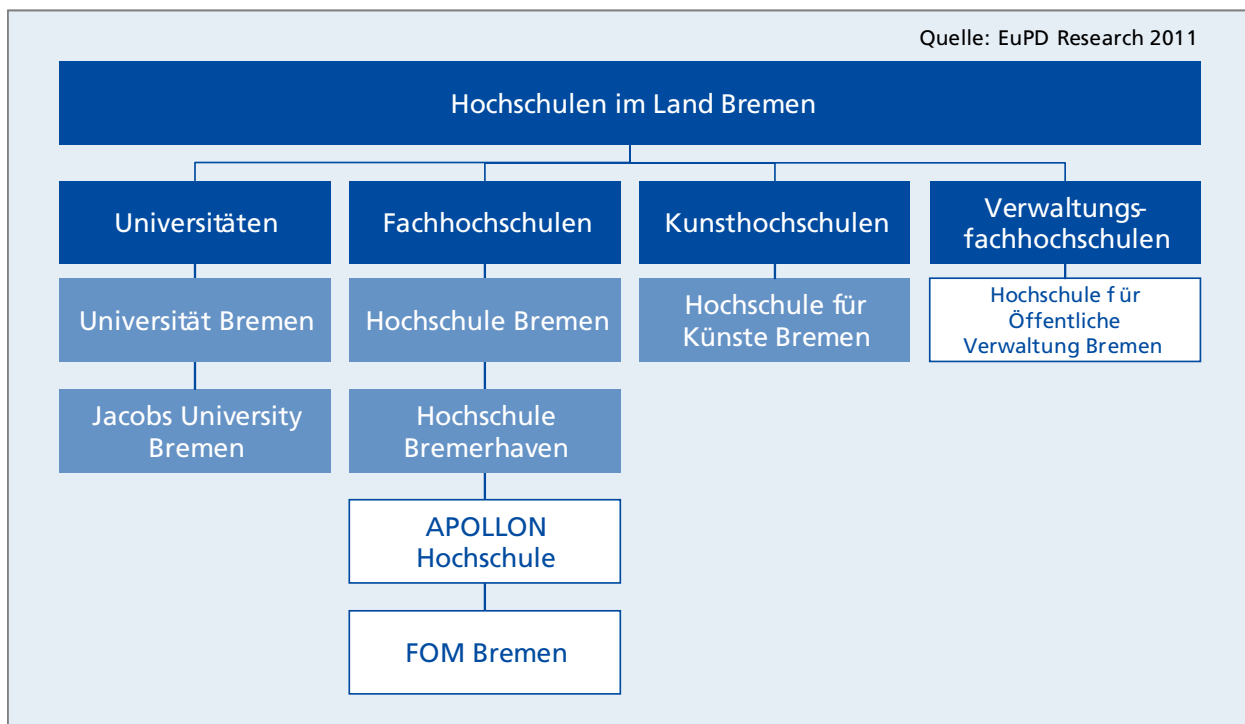 Quelle: EuPD Research 2011
Hochschulen im Land Bremen
Universitäten
Fachhochschulen
Kunsthochschulen
Verwaltungs-
fachhochschulen
Universität Bremen
Hochschule Bremen
Hochschule für
Künste Bremen
Hochschule f ür
Öffentliche
Verwaltung Bremen
Jacobs University
Bremen
Hochschule
Bremerhaven
APOLLON
Hochschule
FOM Bremen